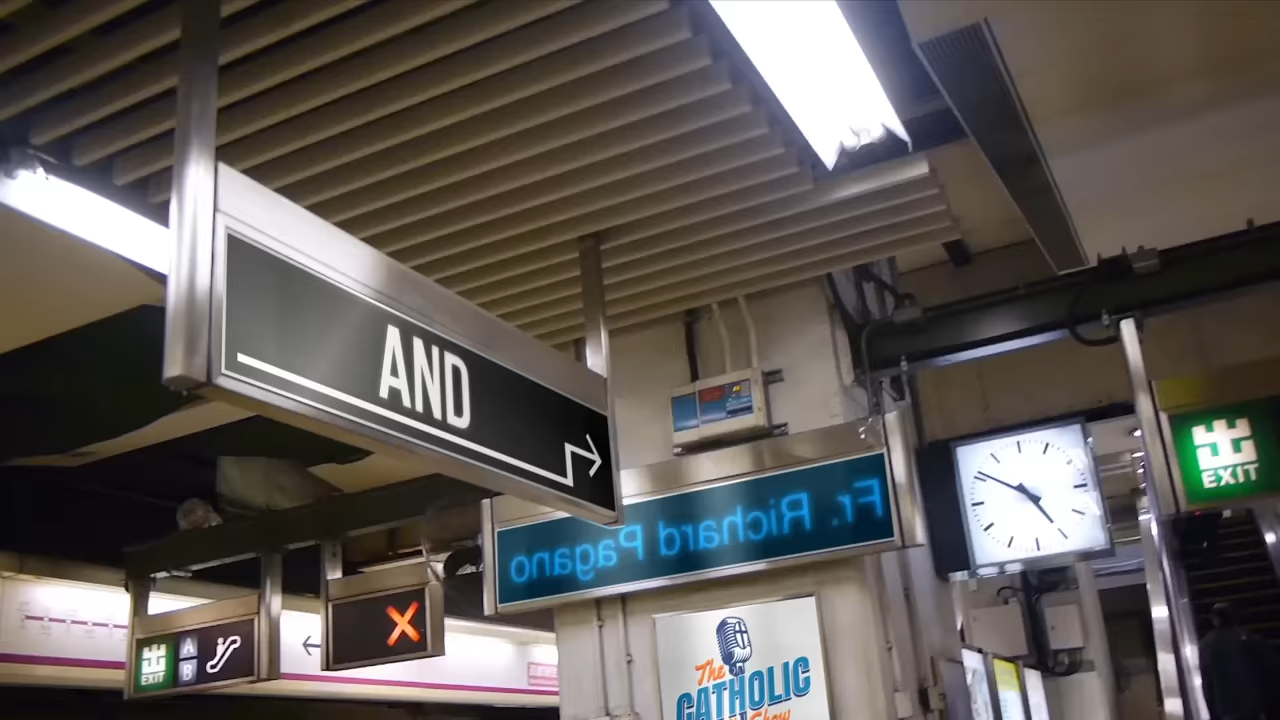 AND
Fr. Richard Pagano
EXIT
The
CATHOLIC
Show
EXIT
A
B